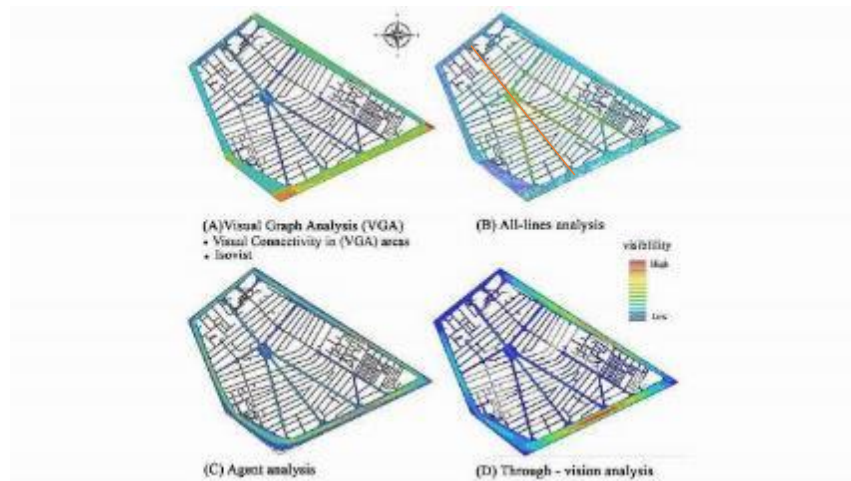 (A)Visual Graph Analysis (VGA)
• Visual Connectivity in (VGA) areas
• Isovist
(B) All-lines analysis
visibility
High
Low
(C) Agent analysis
(D) Through - vision analysis